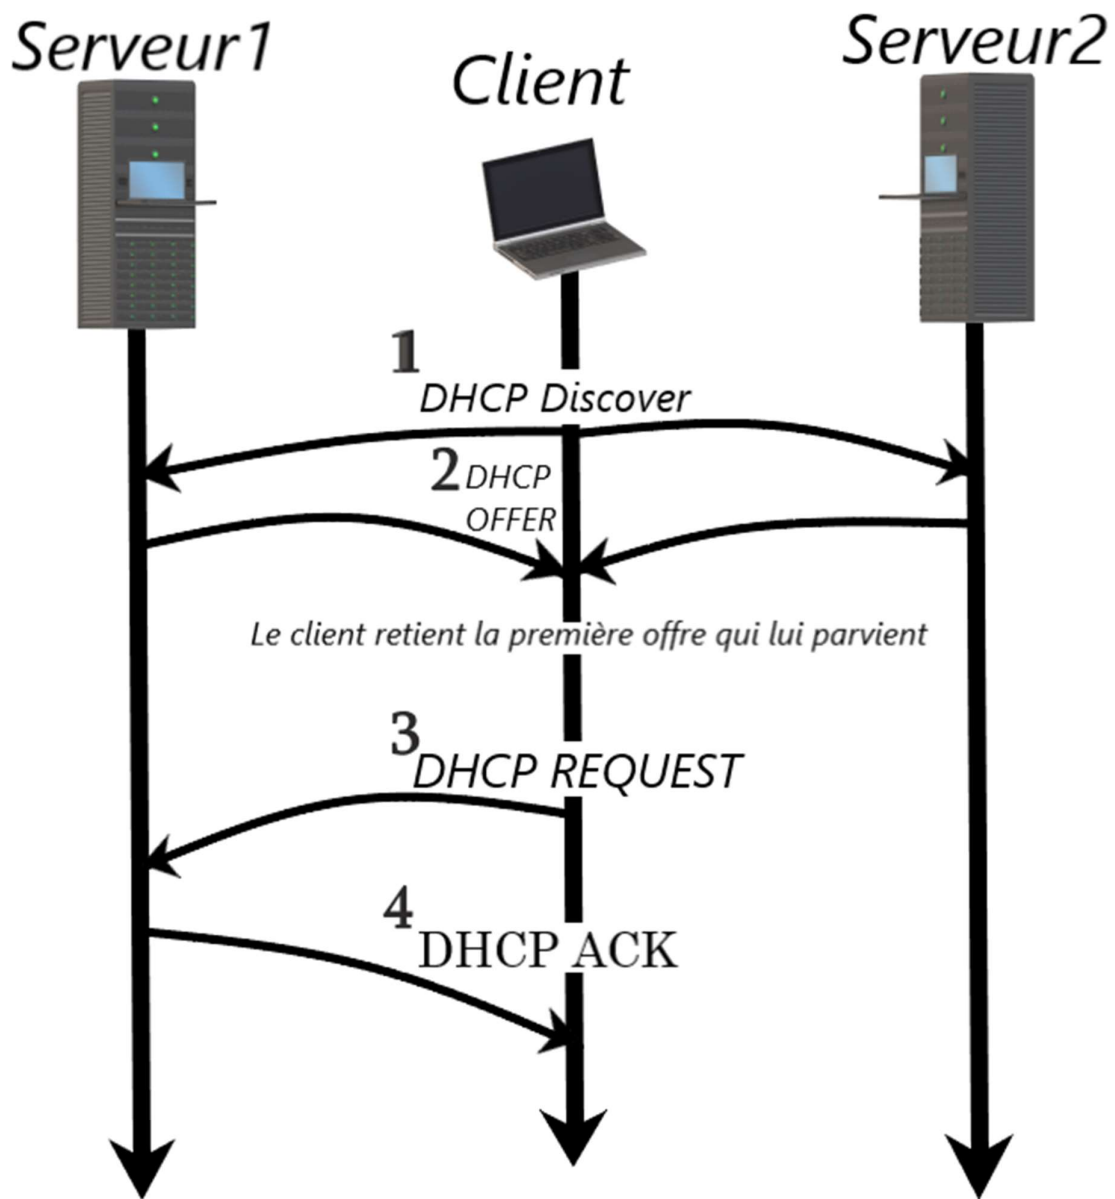 Serveur1
Client
Serveur2
1
DHCP Discover
2 DHCP
OFFER
Le client retient la première offre qui lui parvient
3
DHCP REQUEST
4
DHCP ACK